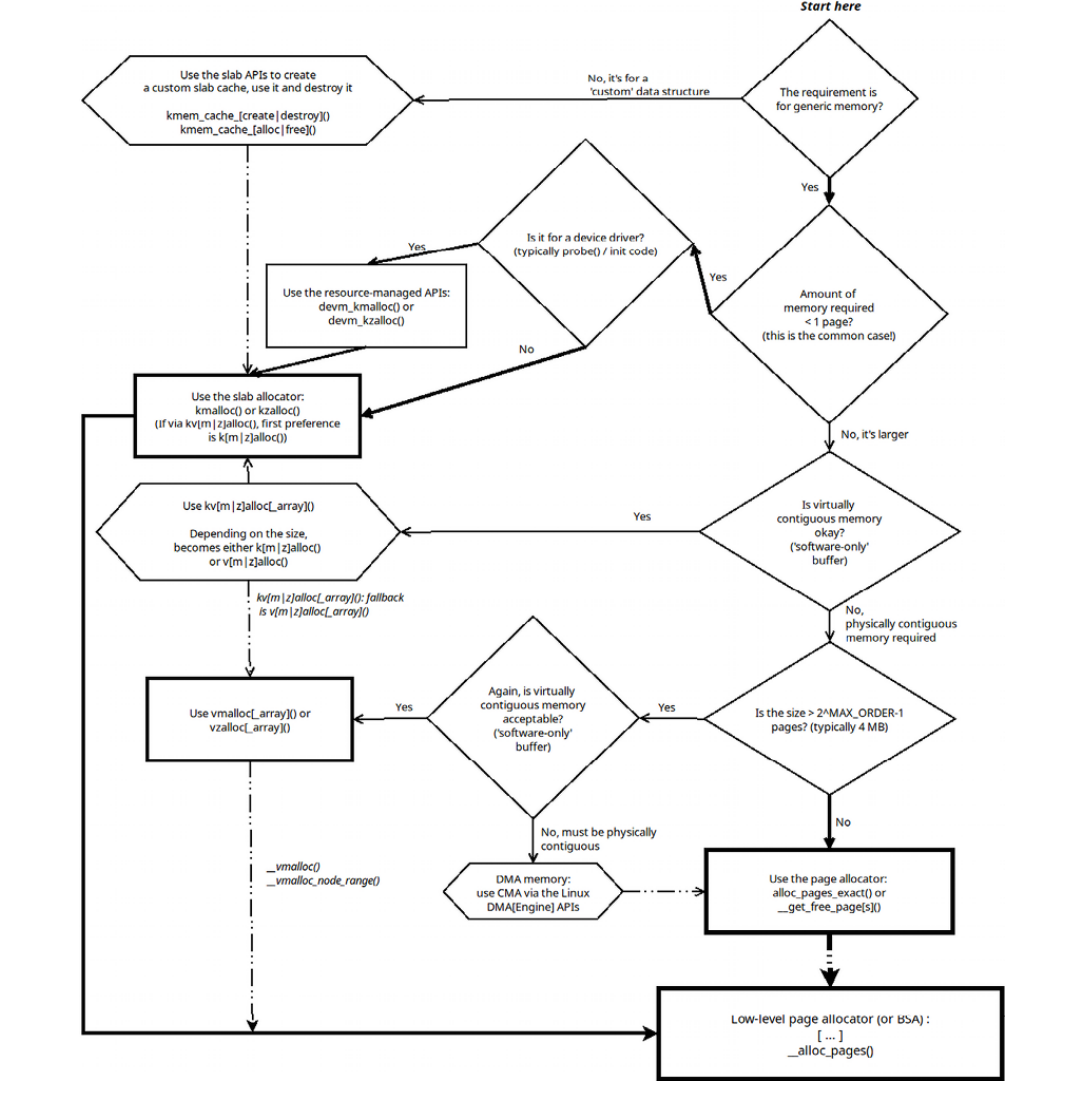 Start here
The requirement is
for generic memory?
No, it's for a
'custom' data structure
Use the slab APIs to create
a custom slab cache, use it and destroy it
kmem_cache_[create|destroy]()
kmem_cache_[alloc|free]()
Yes
Amount of
memory required
< 1 page?
(this is the common case!)
Yes
Is it for a device driver?
(typically probe() / init code)
Yes
Use the resource-managed APIs:
devm_kmalloc() or
devm_kzalloc()
No
Use the slab allocator:
kmalloc() or kzalloc()
(If via kv[m|z]alloc(), first preference
is k[m|z]alloc())
No, it's larger
Is virtually
contiguous memory
okay?
('software-only'
buffer)
Yes
Use kv[m|z]alloc[_array]()
Depending on the size,
becomes either k[m|z]alloc()
or v[m|z]alloc()
kv[m|z]alloc[_array](): fallback
is v[m|z]alloc[_array]()
No,
physically contiguous
memory required
Is the size > 2^MAX_ORDER-1
pages? (typically 4 MB)
Yes
Again, is virtually
contiguous memory
acceptable?
('software-only'
buffer)
Yes
Use vmalloc[_array]() or
vzalloc[_array]()
No
No, must be physically
contiguous
DMA memory:
use CMA via the Linux
DMA[Engine] APIs
Use the page allocator:
alloc_pages_exact() or
__get_free_page[s]()
__vmalloc()
__vmalloc_node_range()
Low-level page allocator (or BSA) :
[ ... ]
__alloc_pages()